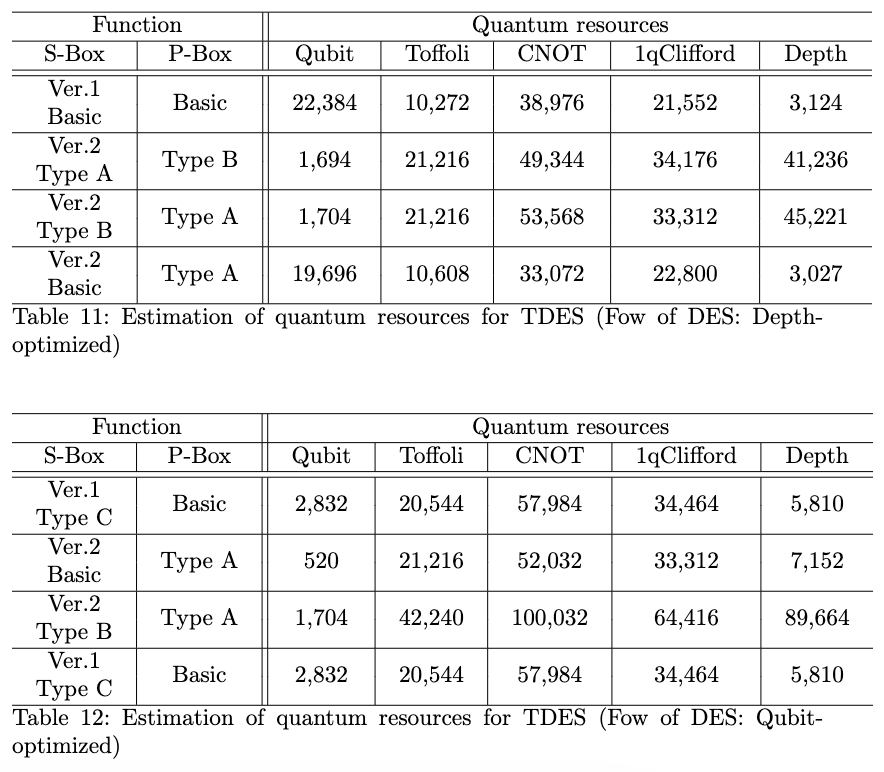 Function Quantum resources
S-Box P-Box Qubit Toffoli CNOT 1qClifford Depth
Ver.1
Basic Basic 22,384 10,272 38,976 21,552 3,124
Ver.2
Type A Type B 1,694 21,216 49,344 34,176 41,236
Ver.2
Type B Type A 1,704 21,216 53,568 33,312 45,221
Ver.2
Basic Type A 19,696 10,608 33,072 22,800 3,027
Table 11: Estimation of quantum resources for TDES (Fow of DES: Depth-
optimized)
Function Quantum resources
S-Box P-Box Qubit Toffoli CNOT 1qClifford Depth
Ver.1
Type C Basic 2,832 20,544 57,984 34,464 5,810
Ver.2
Basic Type A 520 21,216 52,032 33,312 7,152
Ver.2
Type B Type A 1,704 42,240 100,032 64,416 89,664
Ver.1
Type C Basic 2,832 20,544 57,984 34,464 5,810
Table 12: Estimation of quantum resources for TDES (Fow of DES: Qubit-
optimized)